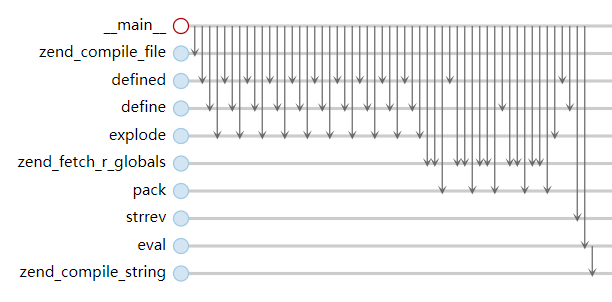 __main__
zend_compile_file
defined
define
explode
zend_fetch_r_globals
pack
strrev
eval
zend_compile_string